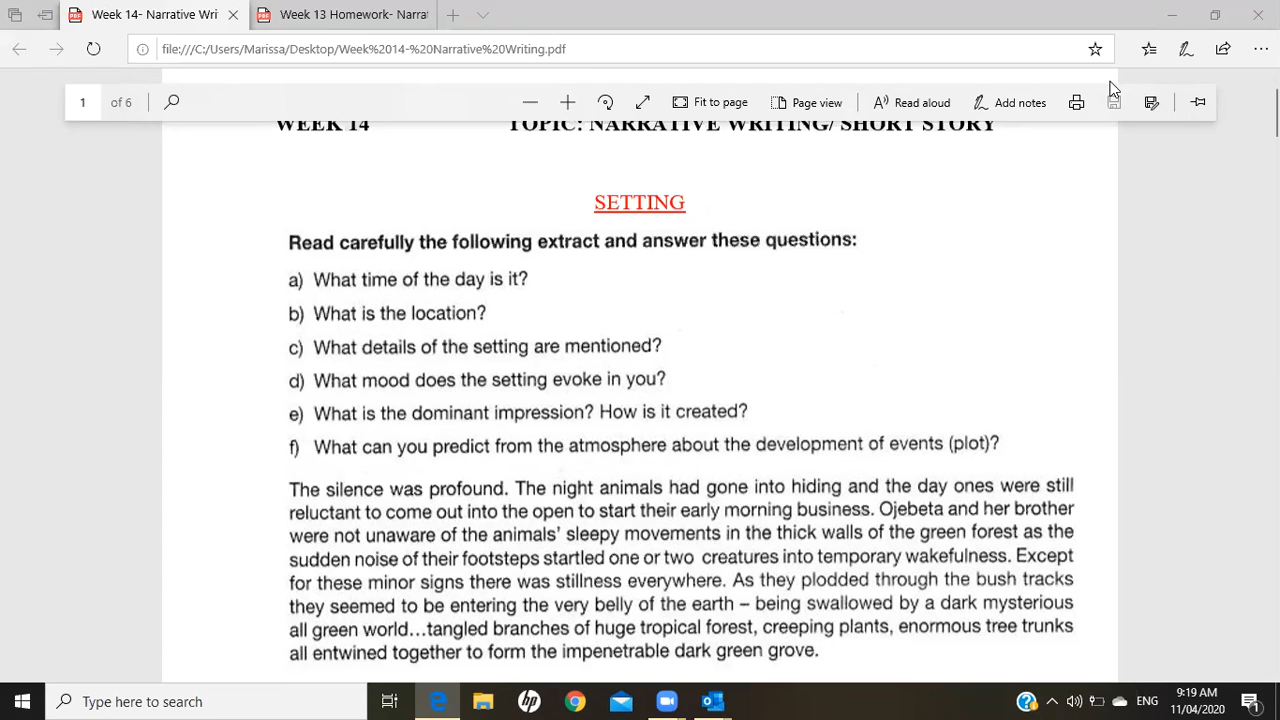 Week 14- Narrative Writing.pdf
Week 13 Homework- Narra
file:///C:/Users/Marissa/Desktop/Week%2014-%20Narrative%20Writing.pdf
1 of 6
Fit to page
Page view
Read aloud
Add notes
WEEK 14 TOPIC: NARRATIVE WRITING/ SHORT STORY
SETTING
Read carefully the following extract and answer these questions:
a) What time of the day is it?
b) What is the location?
c) What details of the setting are mentioned?
d) What mood does the setting evoke in you?
e) What is the dominant impression? How is it created?
f) What can you predict from the atmosphere about the development of events (plot)?
The silence was profound. The night animals had gone into hiding and the day ones were still
reluctant to come out into the open to start their early morning business. Ojebeta and her brother
were not unaware of the animals' sleepy movements in the thick walls of the green forest as the
sudden noise of their footsteps startled one or two creatures into temporary wakefulness. Except
for these minor signs there was stillness everywhere. As they plodded through the bush tracks
they seemed to be entering the very belly of the earth – being swallowed by a dark mysterious
all green world...tangled branches of huge tropical forest, creeping plants, enormous tree trunks
all entwined together to form the impenetrable dark green grove.
Type here to search
ENG
9:19 AM
11/04/2020